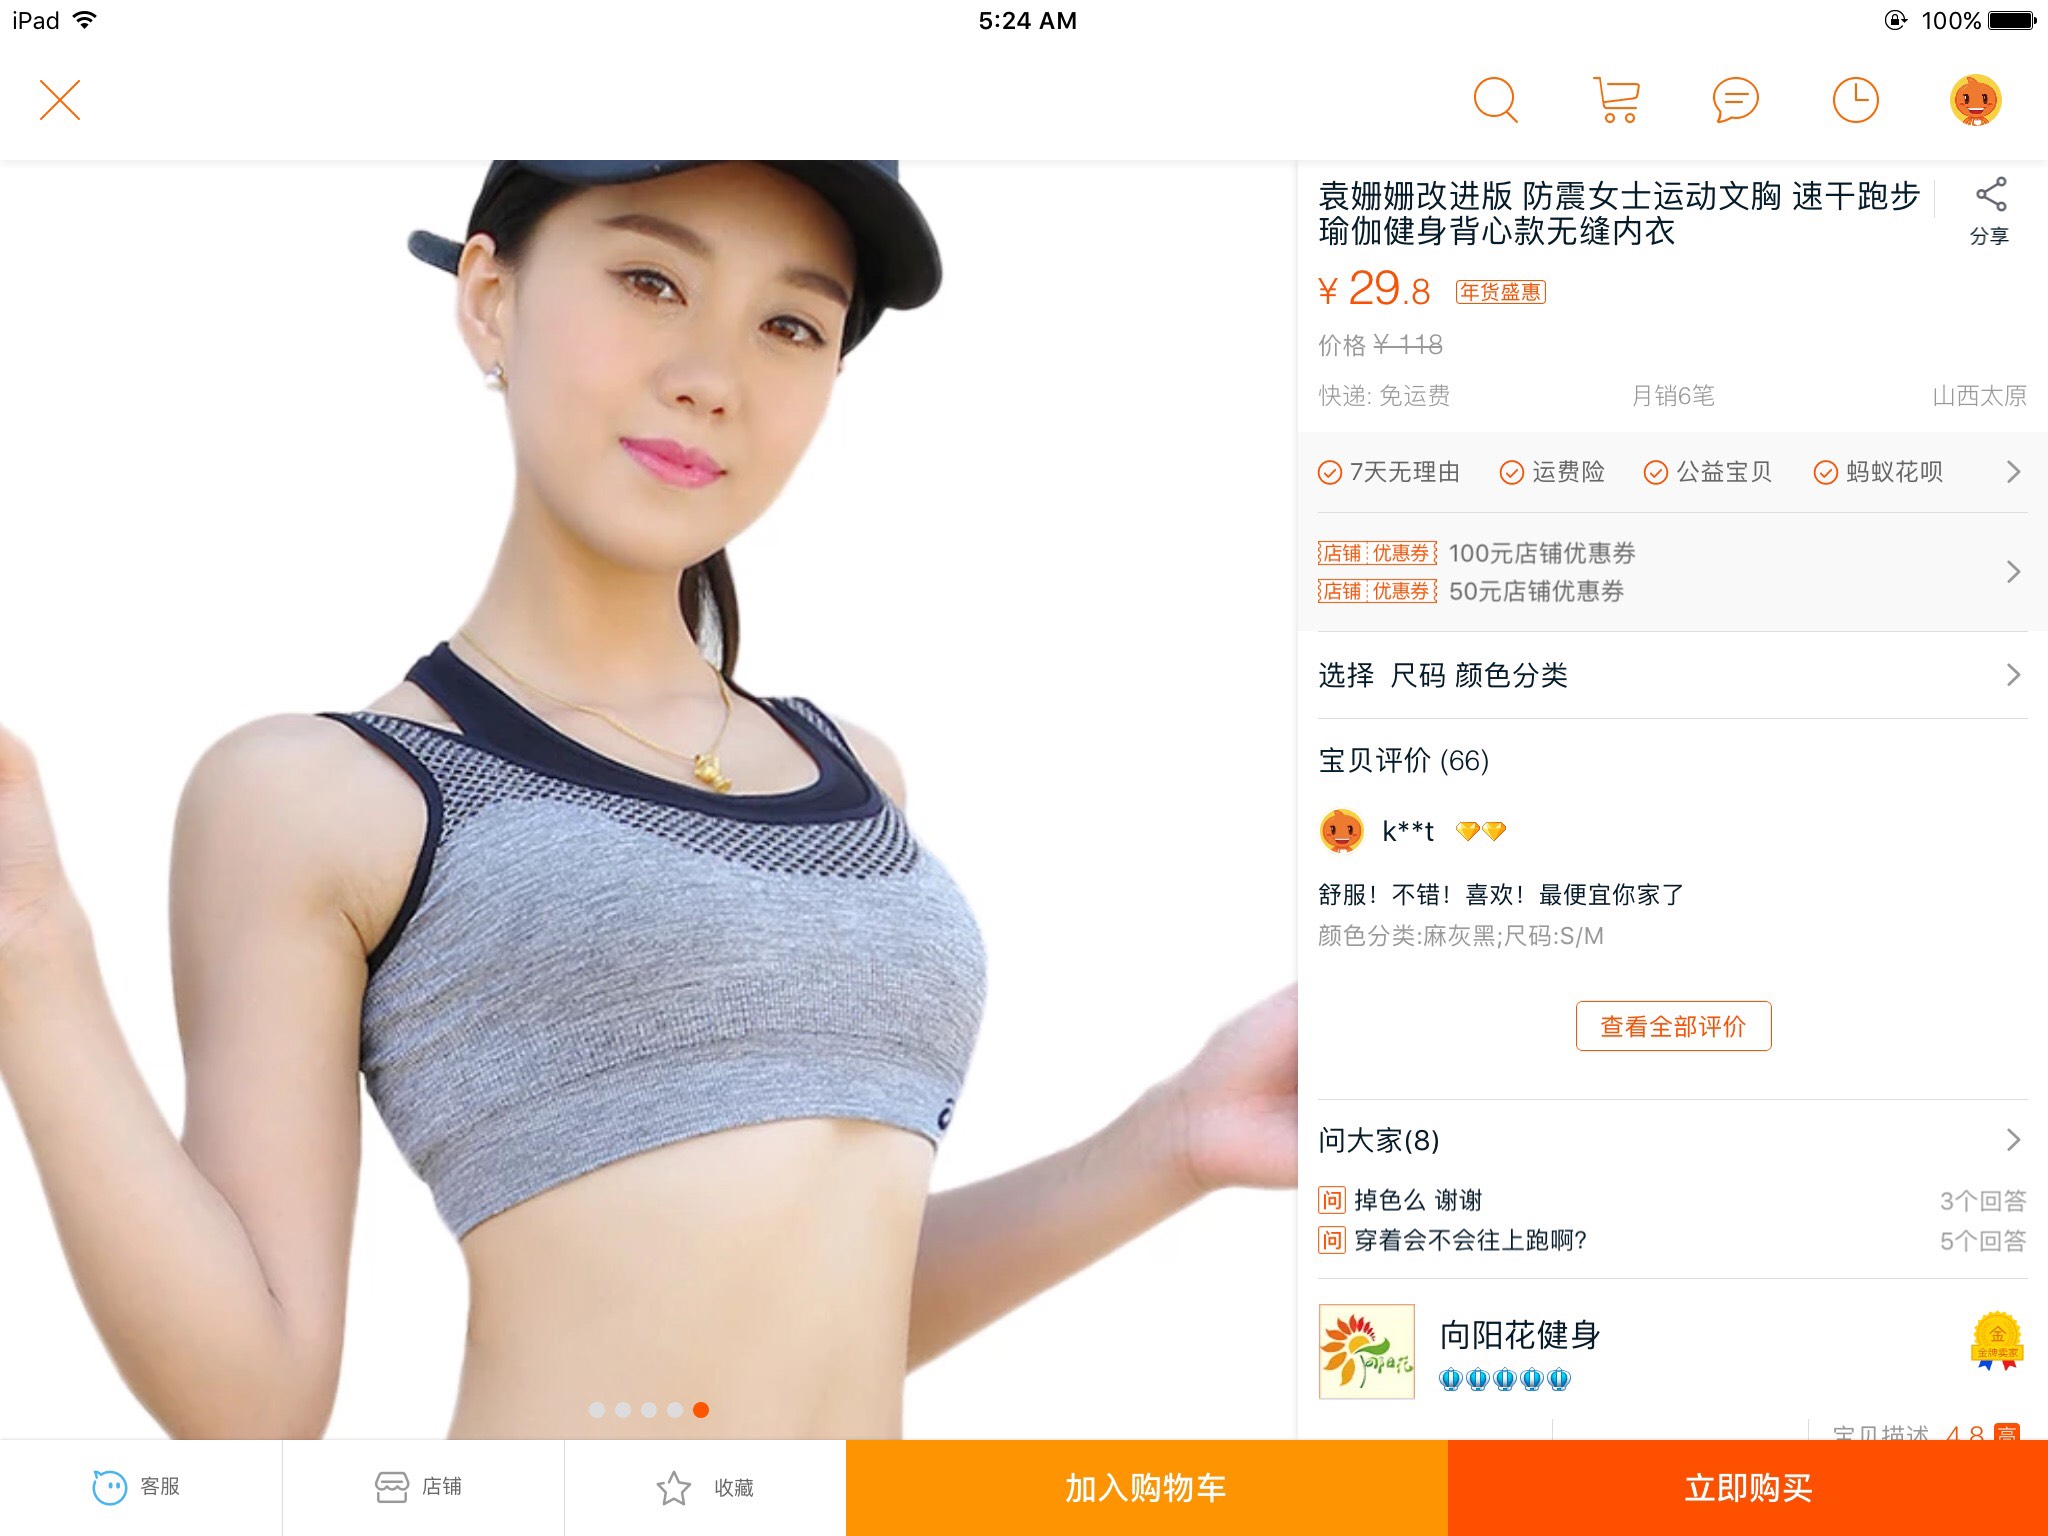 iPad
5:24 AM
100%
袁姗姗改进版 防震女士运动文胸 速干跑步
瑜伽健身背心款无缝内衣
分享
¥ 29.8 年货盛惠
价格 ¥ 118
快递: 免运费 月销6笔 山西太原
7天无理由 运费险 公益宝贝 蚂蚁花呗
店铺 优惠券 100元店铺优惠券
店铺 优惠券 50元店铺优惠券
选择 尺码 颜色分类
宝贝评价 (66)
k**t
舒服！不错！喜欢！最便宜你家了
颜色分类:麻灰黑;尺码:S/M
查看全部评价
问大家(8)
问 掉色么 谢谢 3个回答
问 穿着会不会往上跑啊? 5个回答
向阳花
向阳花健身
金
金牌卖家
宝贝描述 4.8 高
客服 店铺 收藏 加入购物车 立即购买